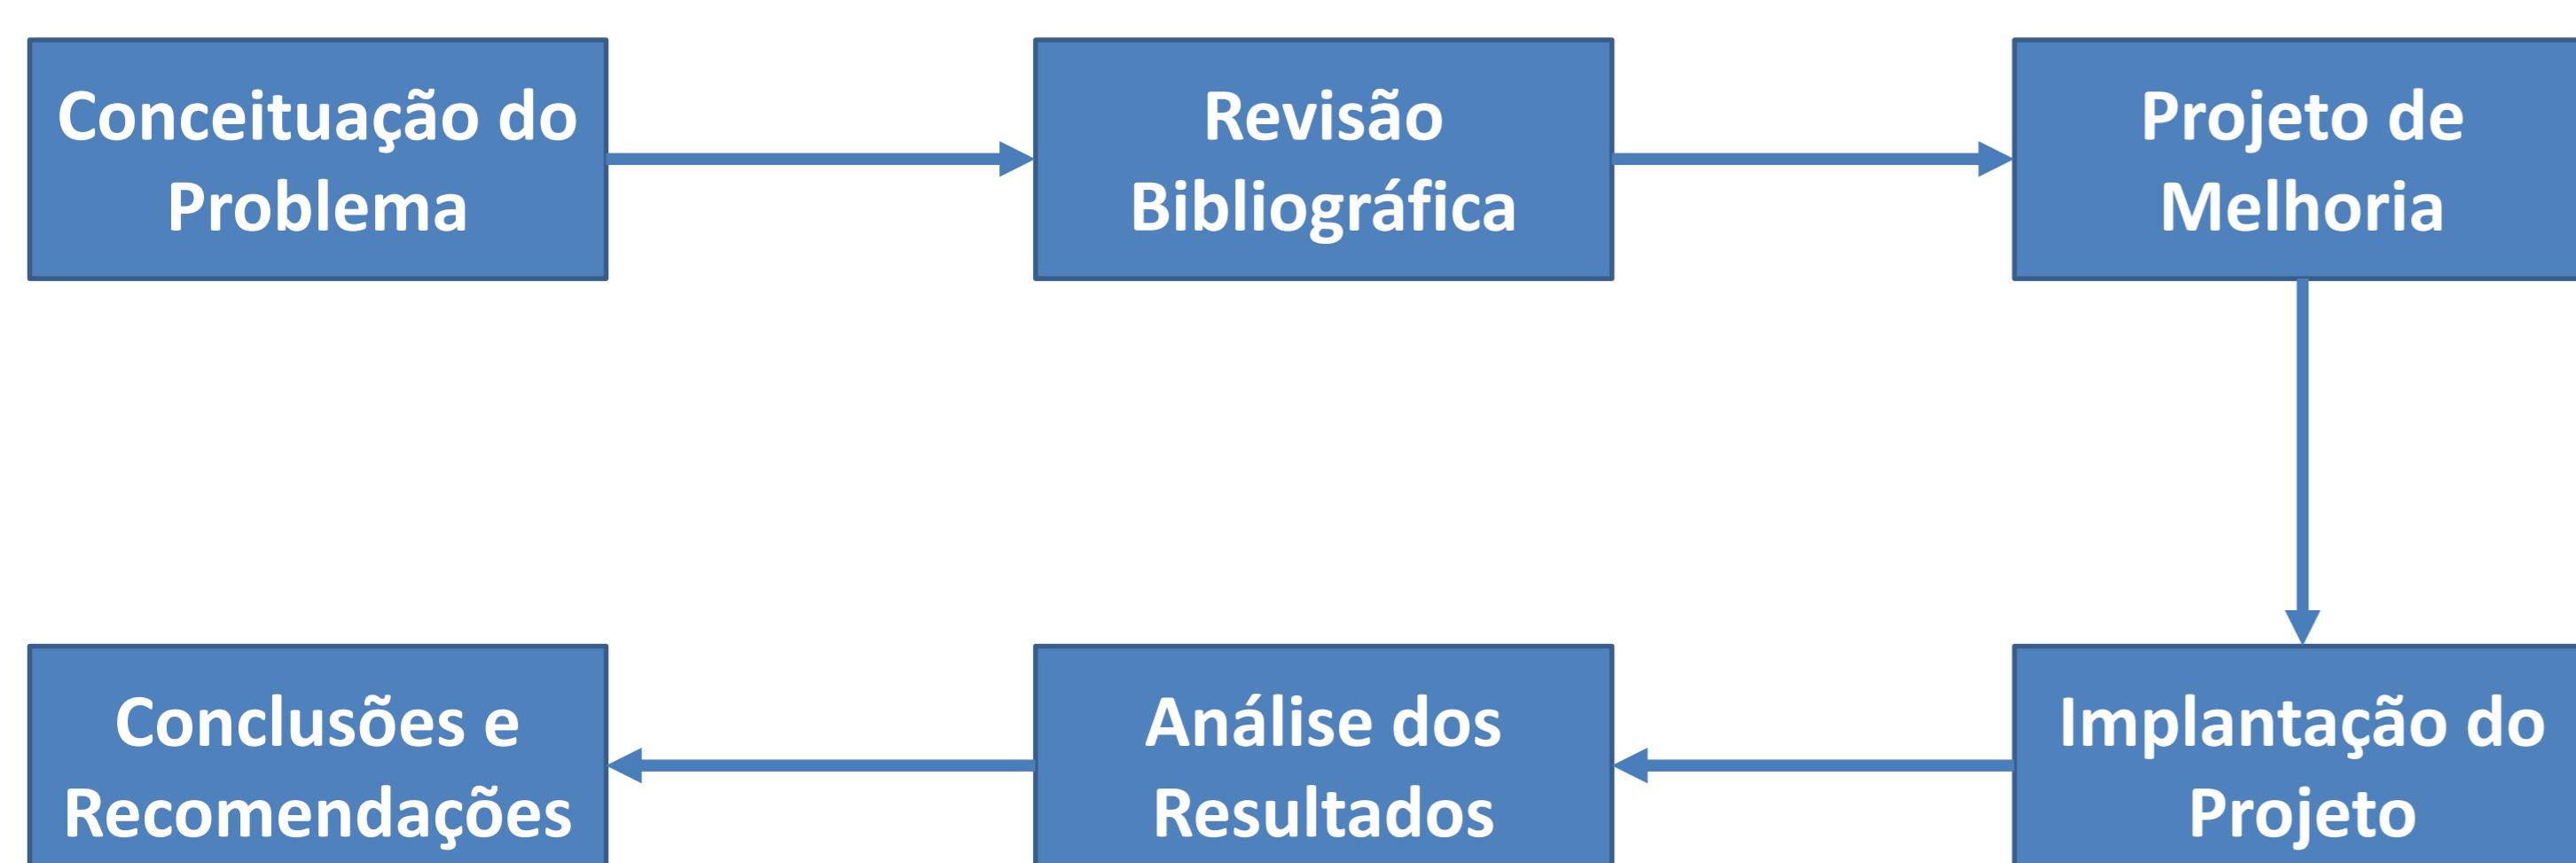 Conceituação do
Problema
Revisão
Bibliográfica
Projeto de
Melhoria
Conclusões e
Recomendações
Análise dos
Resultados
Implantação do
Projeto